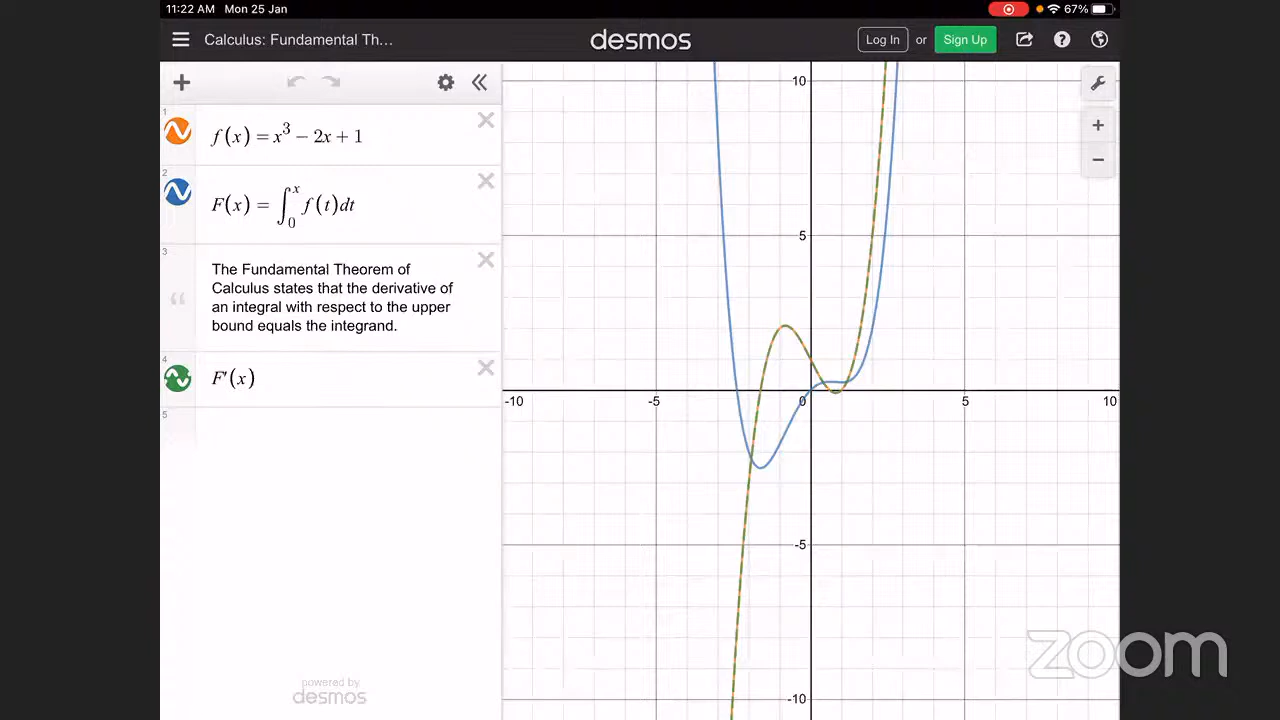 11:22 AM Mon 25 Jan
67%
Calculus: Fundamental Th...
desmos
Log In or Sign Up
1
f(x) = x³ − 2x + 1
2
F(x) = ∫₀ˣ f(t)dt
3
The Fundamental Theorem of
Calculus states that the derivative of
an integral with respect to the upper
bound equals the integrand.
4
F′(x)
5
powered by
desmos
10
5
-10
-5
0
5
10
-5
-10
zoom